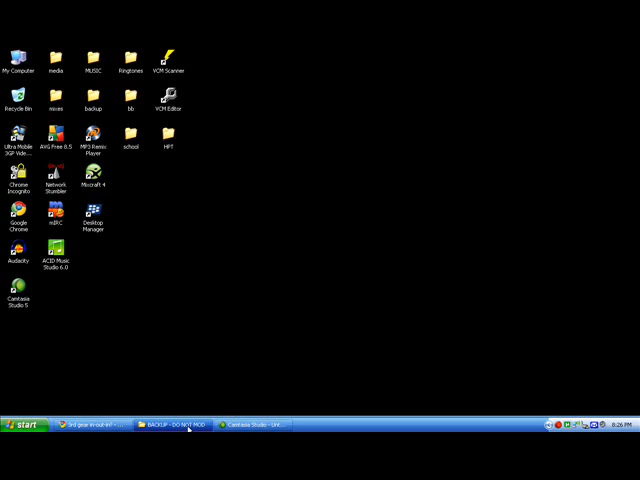 My Computer
media
MUSIC
Ringtones
VCM Scanner
Recycle Bin
mixes
backup
bb
VCM Editor
Ultra Mobile
3GP Vide...
AVG Free 8.5
MP3 Remix
Player
school
HPT
Chrome
Incognito
Network
Stumbler
Mixcraft 4
Google
Chrome
mIRC
Desktop
Manager
Audacity
ACID Music
Studio 6.0
Camtasia
Studio 5
start
3rd gear in-out-in! - ...
BACKUP - DO NOT MOD
Camtasia Studio - Unt...
8:26 PM